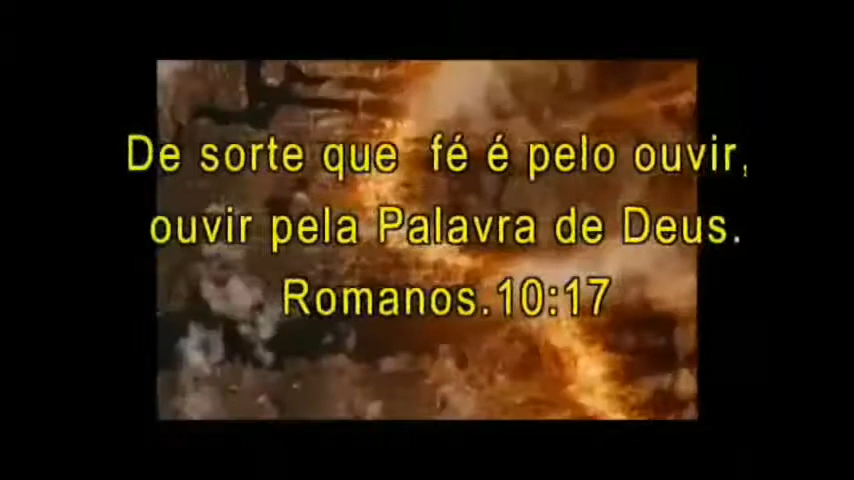 De sorte que fé é pelo ouvir,
ouvir pela Palavra de Deus.
Romanos.10:17